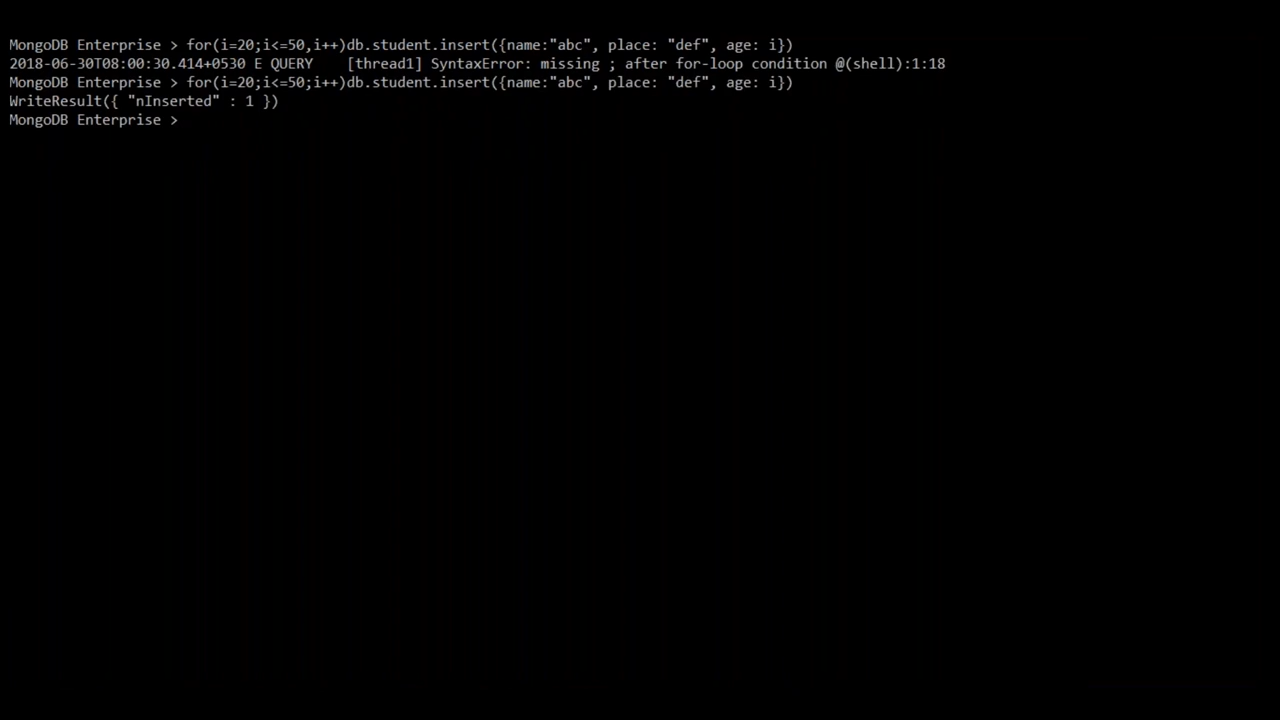 MongoDB Enterprise > for(i=20;i<=50,i++)db.student.insert({name:"abc", place: "def", age: i})
2018-06-30T08:00:30.414+0530 E QUERY    [thread1] SyntaxError: missing ; after for-loop condition @(shell):1:18
MongoDB Enterprise > for(i=20;i<=50;i++)db.student.insert({name:"abc", place: "def", age: i})
WriteResult({ "nInserted" : 1 })
MongoDB Enterprise >